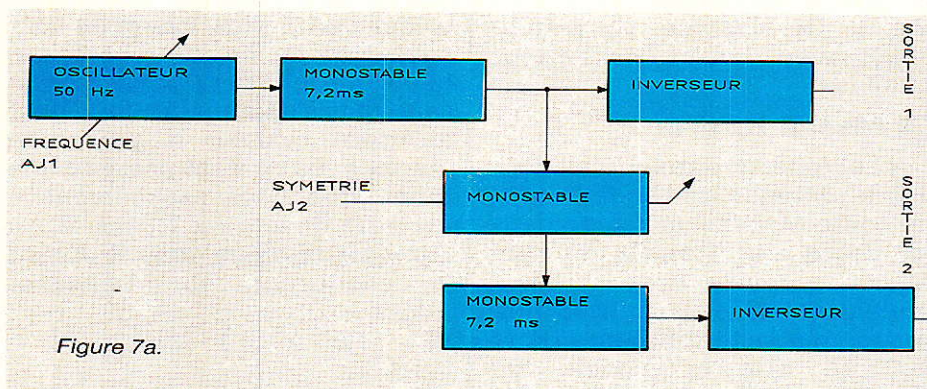 OSCILLATEUR
50 Hz
MONOSTABLE
7,2ms
INVERSEUR
SORTIE 1
FREQUENCE
AJ1
SYMETRIE
AJ2
MONOSTABLE
SORTIE 2
MONOSTABLE
7,2 ms
INVERSEUR
Figure 7a.